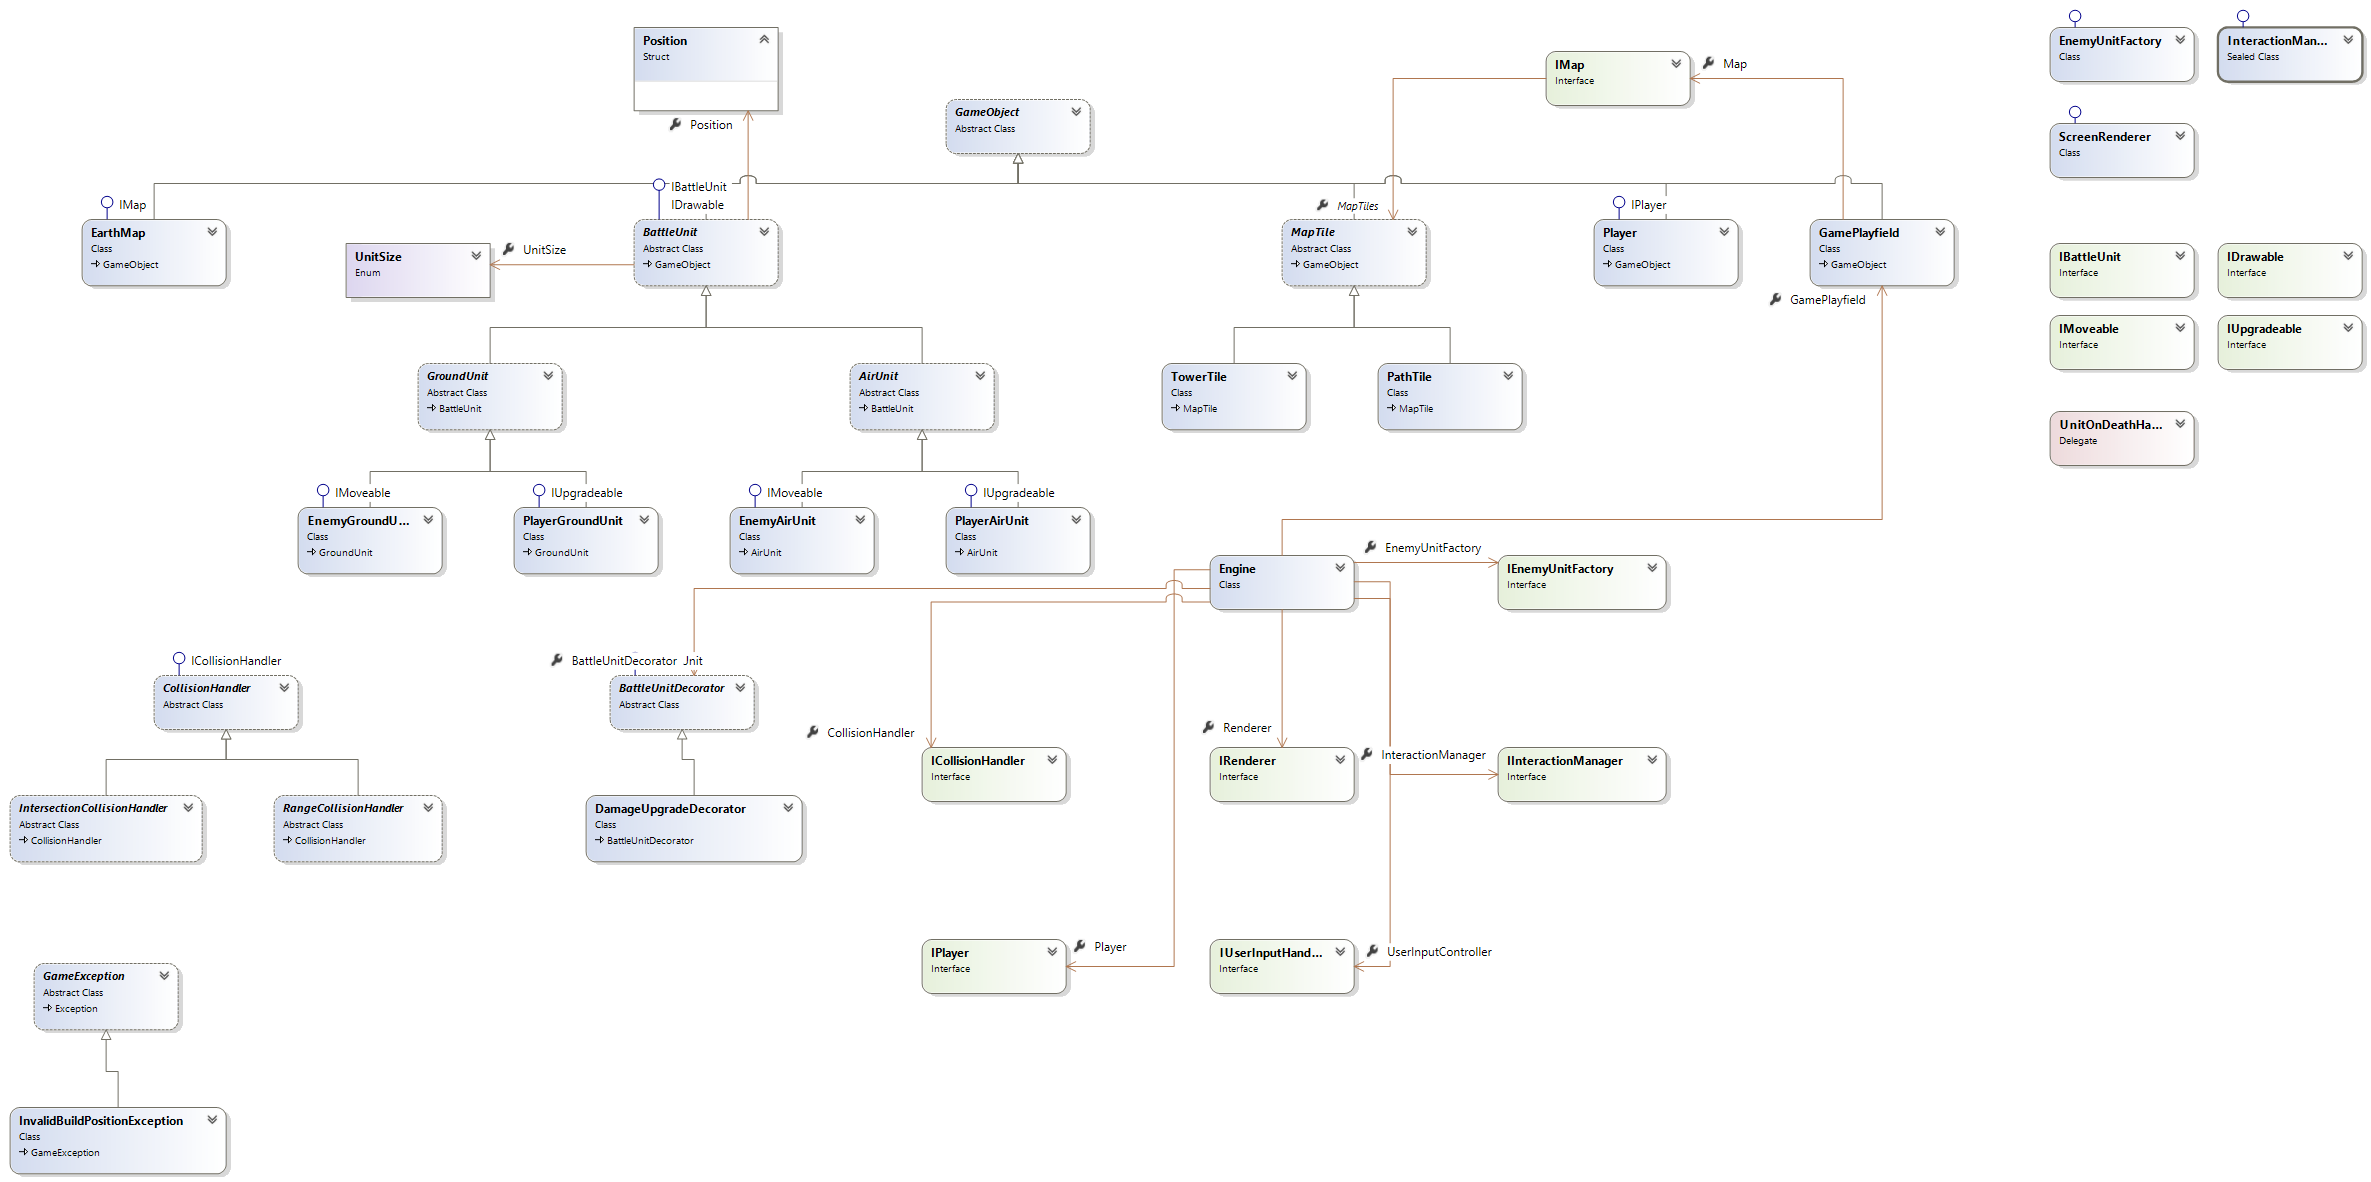 Position
Struct
Position
GameObject
Abstract Class
IMap
Interface
Map
EnemyUnitFactory
Class
InteractionMan...
Sealed Class
ScreenRenderer
Class
IMap
EarthMap
Class
GameObject
IBattleUnit
IDrawable
BattleUnit
Abstract Class
GameObject
UnitSize
UnitSize
Enum
MapTiles
MapTile
Abstract Class
GameObject
IPlayer
Player
Class
GameObject
GamePlayfield
Class
GameObject
GamePlayfield
IBattleUnit
Interface
IDrawable
Interface
IMoveable
Interface
IUpgradeable
Interface
UnitOnDeathHa...
Delegate
GroundUnit
Abstract Class
BattleUnit
AirUnit
Abstract Class
BattleUnit
TowerTile
Class
MapTile
PathTile
Class
MapTile
IMoveable
EnemyGroundU...
Class
GroundUnit
IUpgradeable
PlayerGroundUnit
Class
GroundUnit
IMoveable
EnemyAirUnit
Class
AirUnit
IUpgradeable
PlayerAirUnit
Class
AirUnit
Engine
Class
EnemyUnitFactory
IEnemyUnitFactory
Interface
ICollisionHandler
CollisionHandler
Abstract Class
BattleUnitDecorator
BattleUnitDecorator
Abstract Class
CollisionHandler
ICollisionHandler
Interface
Renderer
IRenderer
Interface
InteractionManager
IInteractionManager
Interface
IntersectionCollisionHandler
Abstract Class
CollisionHandler
RangeCollisionHandler
Abstract Class
CollisionHandler
DamageUpgradeDecorator
Class
BattleUnitDecorator
IPlayer
Interface
Player
IUserInputHand...
Interface
UserInputController
GameException
Abstract Class
Exception
InvalidBuildPositionException
Class
GameException